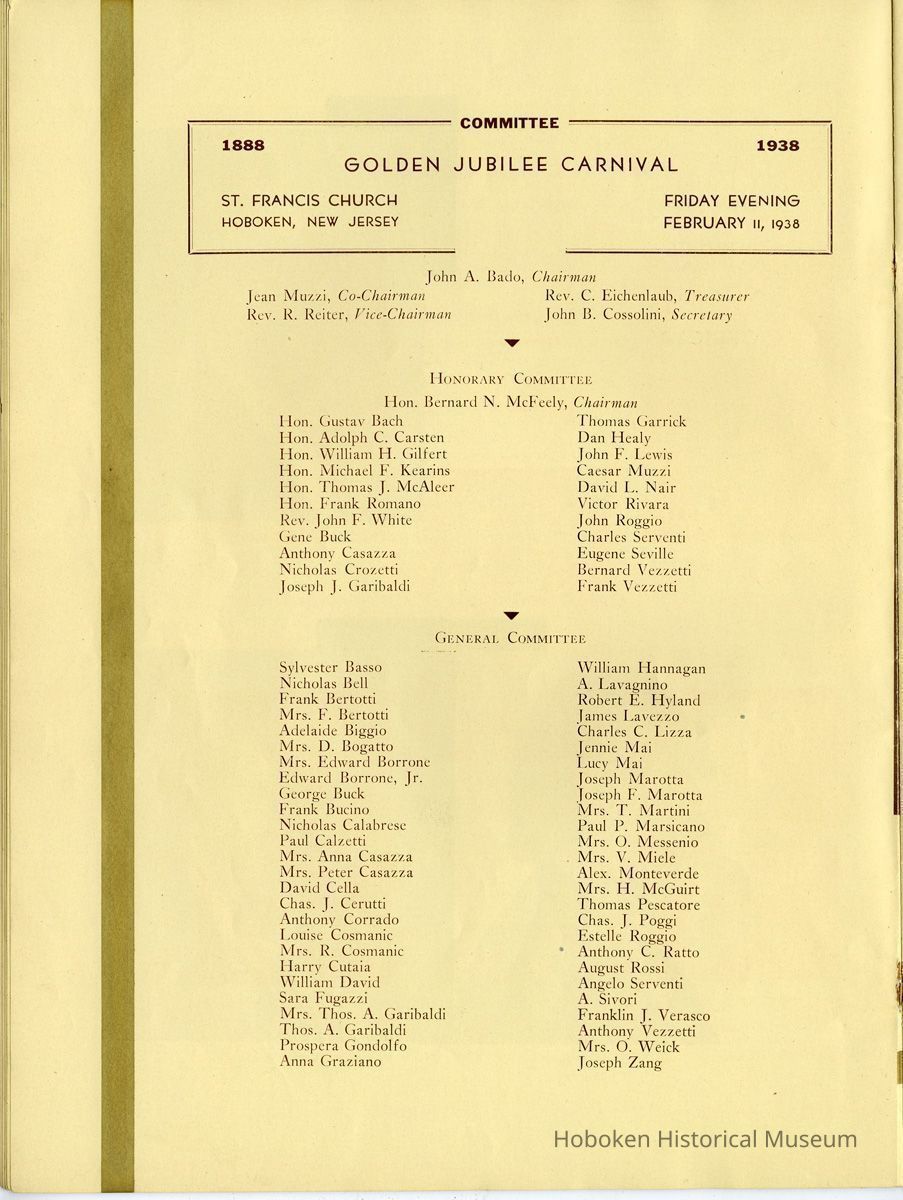 COMMITTEE
1888
1938
GOLDEN JUBILEE CARNIVAL
ST. FRANCIS CHURCH
HOBOKEN, NEW JERSEY
FRIDAY EVENING
FEBRUARY 11, 1938
John A. Bado, Chairman
Jean Muzzi, Co-Chairman
Rev. R. Reiter, Vice-Chairman
Rev. C. Eichenlaub, Treasurer
John B. Cossolini, Secretary
Honorary Committee
Hon. Bernard N. McFeely, Chairman
Hon. Gustav Bach
Hon. Adolph C. Carsten
Hon. William H. Gilfert
Hon. Michael F. Kearins
Hon. Thomas J. McAleer
Hon. Frank Romano
Rev. John F. White
Gene Buck
Anthony Casazza
Nicholas Crozetti
Joseph J. Garibaldi
Thomas Garrick
Dan Healy
John F. Lewis
Caesar Muzzi
David L. Nair
Victor Rivara
John Roggio
Charles Serventi
Eugene Seville
Bernard Vezzetti
Frank Vezzetti
General Committee
Sylvester Basso
Nicholas Bell
Frank Bertotti
Mrs. F. Bertotti
Adelaide Biggio
Mrs. D. Bogatto
Mrs. Edward Borrone
Edward Borrone, Jr.
George Buck
Frank Bucino
Nicholas Calabrese
Paul Calzetti
Mrs. Anna Casazza
Mrs. Peter Casazza
David Cella
Chas. J. Cerutti
Anthony Corrado
Louise Cosmanic
Mrs. R. Cosmanic
Harry Cutaia
William David
Sara Fugazzi
Mrs. Thos. A. Garibaldi
Thos. A. Garibaldi
Prospera Gondolfo
Anna Graziano
William Hannagan
A. Lavagnino
Robert E. Hyland
James Lavezzo
Charles C. Lizza
Jennie Mai
Lucy Mai
Joseph Marotta
Joseph F. Marotta
Mrs. T. Martini
Paul P. Marsicano
Mrs. O. Messenio
Mrs. V. Miele
Alex. Monteverde
Mrs. H. McGuirt
Thomas Pescatore
Chas. J. Poggi
Estelle Roggio
Anthony C. Ratto
August Rossi
Angelo Serventi
A. Sivori
Franklin J. Verasco
Anthony Vezzetti
Mrs. O. Weick
Joseph Zang
Hoboken Historical Museum